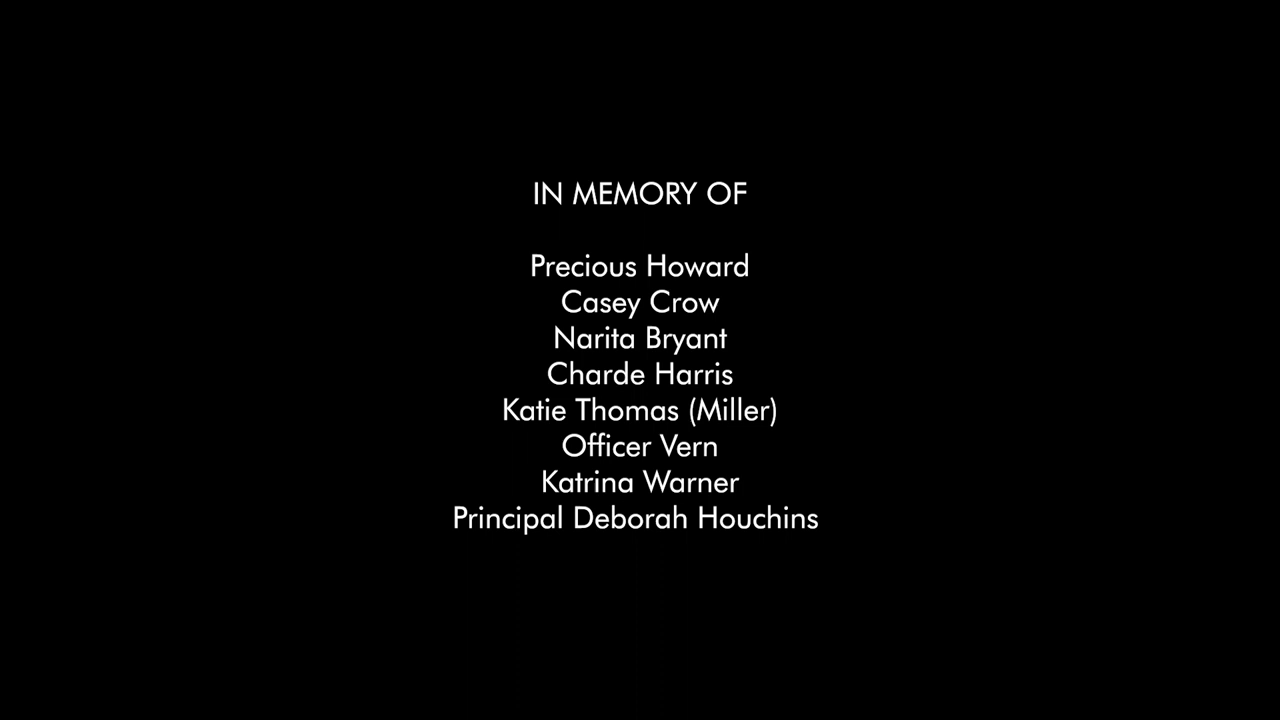 IN MEMORY OF
Precious Howard
Casey Crow
Narita Bryant
Charde Harris
Katie Thomas (Miller)
Officer Vern
Katrina Warner
Principal Deborah Houchins